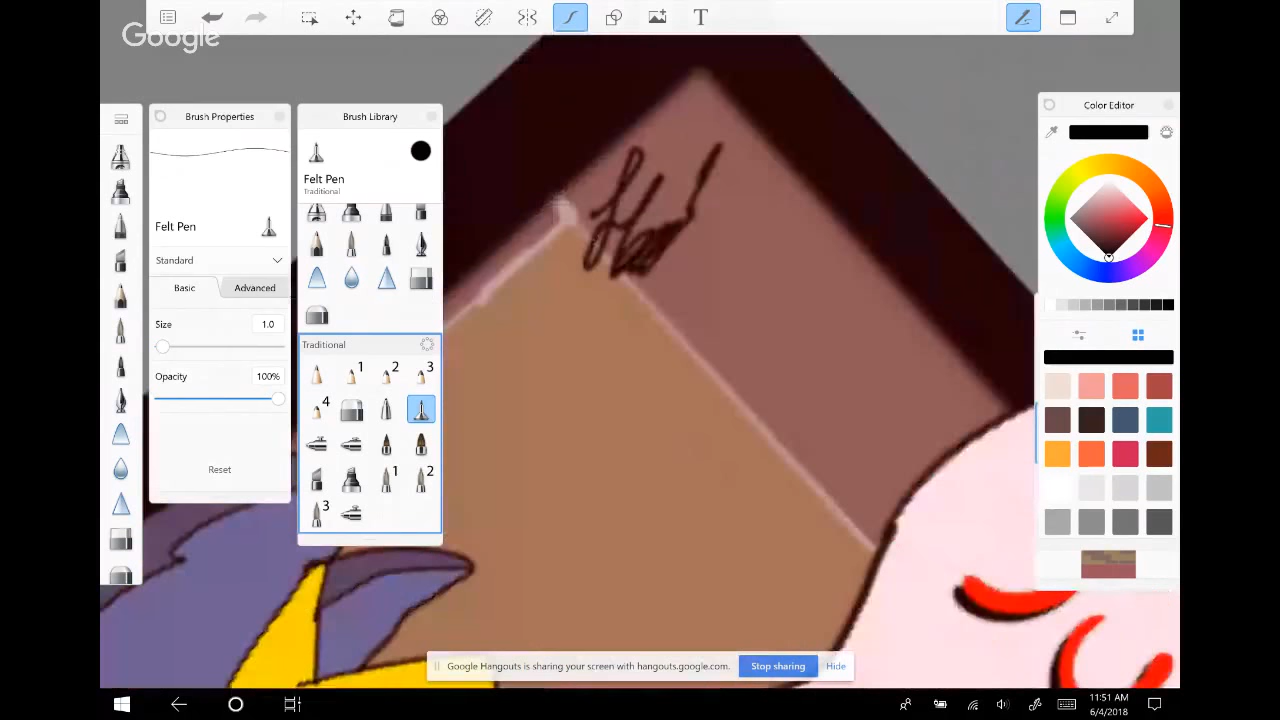 Google
T
Brush Properties
Felt Pen
Standard
Basic
Advanced
Size
1.0
Opacity
100%
Reset
Brush Library
Felt Pen
Traditional
Traditional
1
2
3
4
1
2
3
Color Editor
Google Hangouts is sharing your screen with hangouts.google.com.
Stop sharing
Hide
11:51 AM
6/4/2018